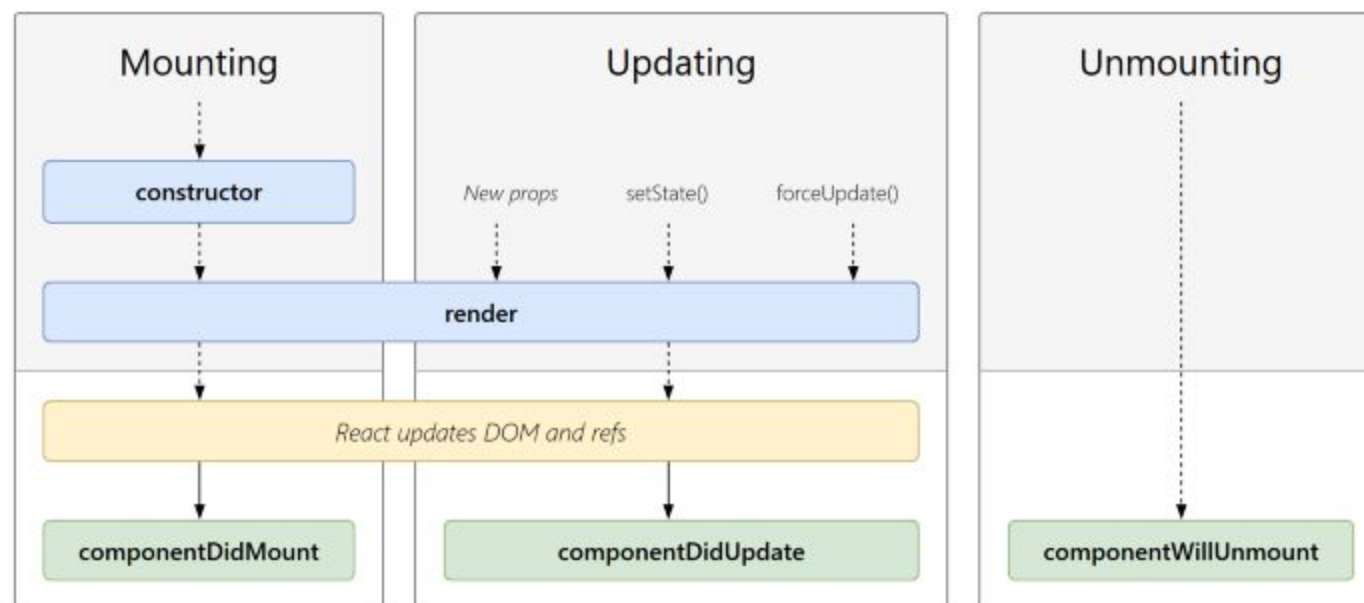 Mounting
Updating
Unmounting
constructor
New props
setState()
forceUpdate()
render
React updates DOM and refs
componentDidMount
componentDidUpdate
componentWillUnmount